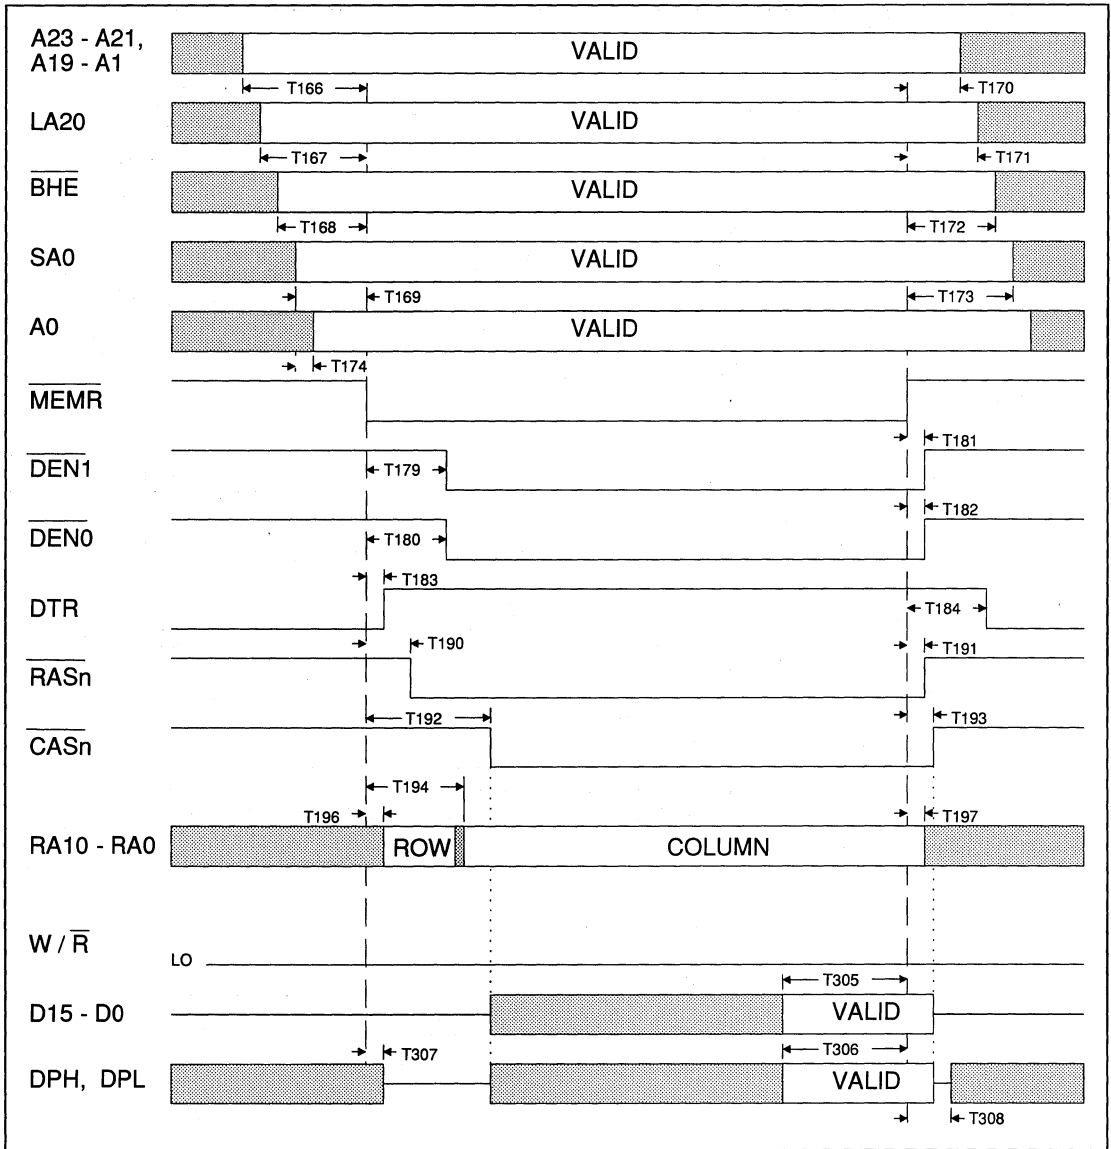 A23 - A21,
A19 - A1
VALID
T166
T170
LA20
VALID
T167
T171
BHE
VALID
T168
T172
SA0
VALID
T169
T173
A0
VALID
T174
MEMR
T181
DEN1
T179
T182
DEN0
T180
T183
DTR
T184
T190
T191
RASn
T192
T193
CASn
T194
T196
T197
RA10 - RA0
ROW
COLUMN
W / R
LO
T305
D15 - D0
VALID
T307
T306
DPH, DPL
VALID
T308